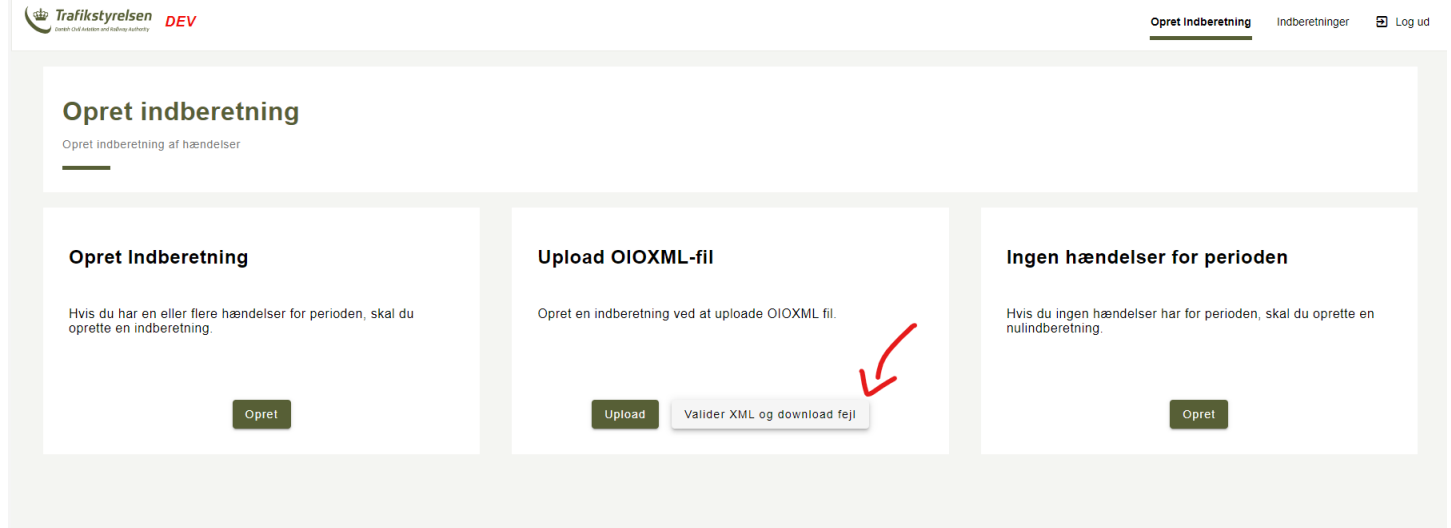 Trafikstyrelsen
Danish Civil Aviation and Railway Authority
DEV
Opret Indberetning
Indberetninger
Log ud
Opret indberetning
Opret indberetning af hændelser
Opret Indberetning
Hvis du har en eller flere hændelser for perioden, skal du
oprette en indberetning.
Opret
Upload OIOXML-fil
Opret en indberetning ved at uploade OIOXML fil.
Upload
Valider XML og download fejl
Ingen hændelser for perioden
Hvis du ingen hændelser har for perioden, skal du oprette en
nulindberetning.
Opret